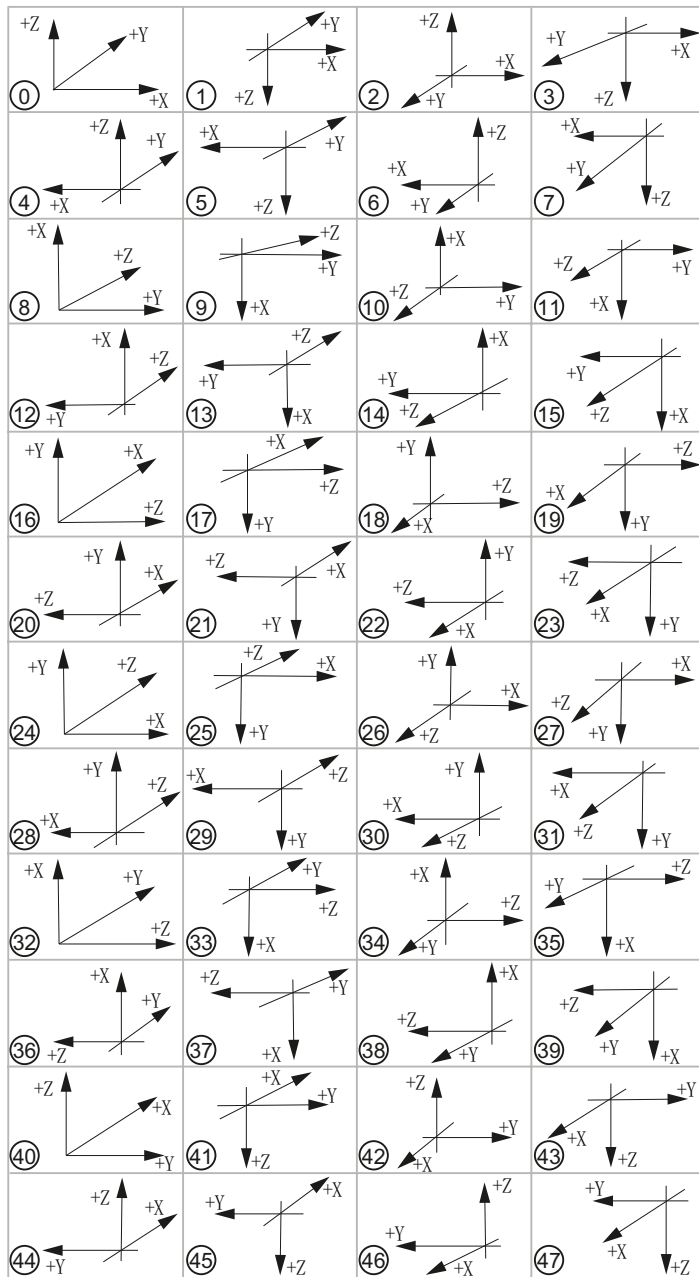 +Z +Y +X 0
+Y +X +Z 1
+Z +X +Y 2
+Y +X +Z 3
+Z +Y +X 4
+X +Y +Z 5
+Z +X +Y 6
+X +Y +Z 7
+X +Z +Y 8
+Z +Y +X 9
+X +Z +Y 10
+Z +Y +X 11
+X +Z +Y 12
+Z +Y +X 13
+X +Y +Z 14
+Y +Z +X 15
+Y +X +Z 16
+X +Z +Y 17
+Y +Z +X 18
+Z +X +Y 19
+Y +X +Z 20
+Z +X +Y 21
+Y +Z +X 22
+Z +X +Y 23
+Y +Z +X 24
+Z +X +Y 25
+Y +X +Z 26
+X +Z +Y 27
+Y +Z +X 28
+X +Z +Y 29
+Y +X +Z 30
+X +Z +Y 31
+X +Y +Z 32
+Y +Z +X 33
+X +Z +Y 34
+Z +Y +X 35
+X +Y +Z 36
+Z +Y +X 37
+X +Z +Y 38
+Z +Y +X 39
+Z +X +Y 40
+X +Y +Z 41
+Z +Y +X 42
+Y +X +Z 43
+Z +X +Y 44
+X +Y +Z 45
+Z +Y +X 46
+Y +X +Z 47